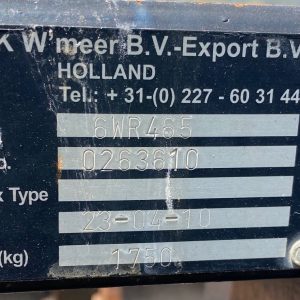 K W'meer B.V.-Export B.V
HOLLAND
Tel.: + 31-(0) 227 - 60 31 44
6WR465
0263610
x Type
23-04-10
(kg) 1750